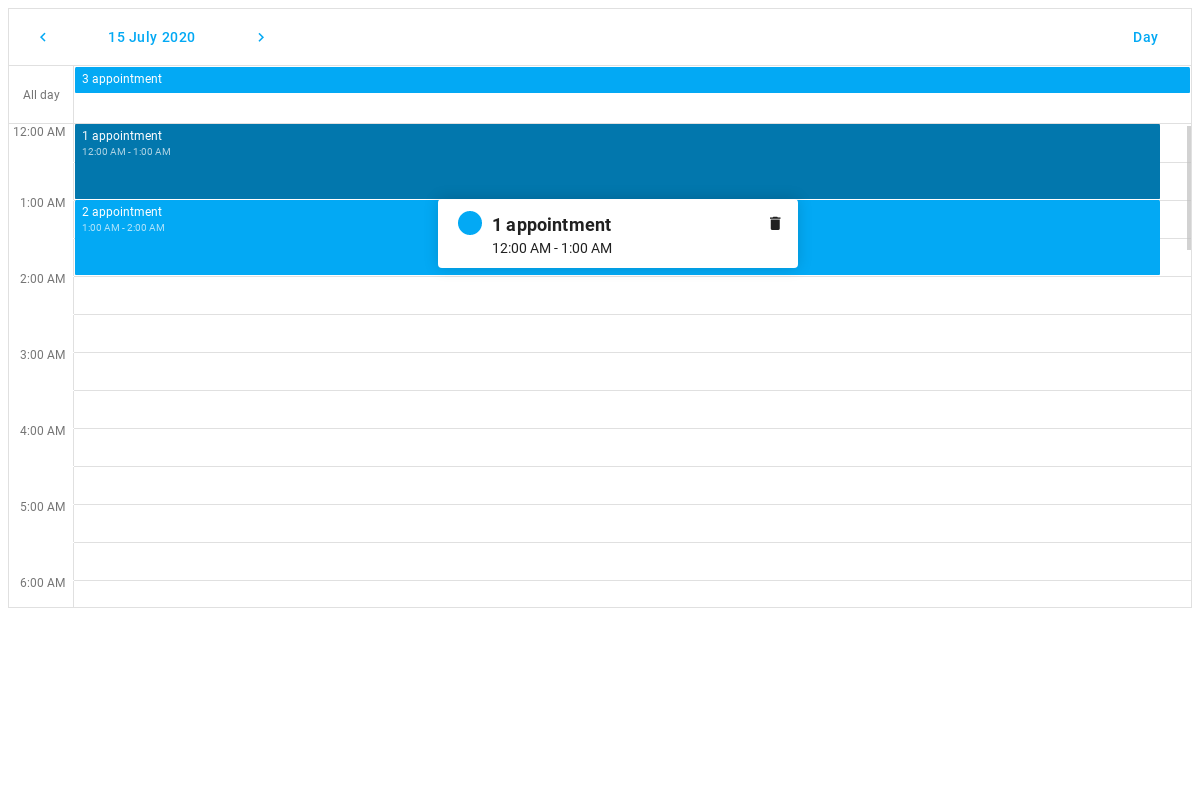 15 July 2020
Day
All day
3 appointment
12:00 AM
1 appointment
12:00 AM - 1:00 AM
1:00 AM
2 appointment
1:00 AM - 2:00 AM
1 appointment
12:00 AM - 1:00 AM
2:00 AM
3:00 AM
4:00 AM
5:00 AM
6:00 AM